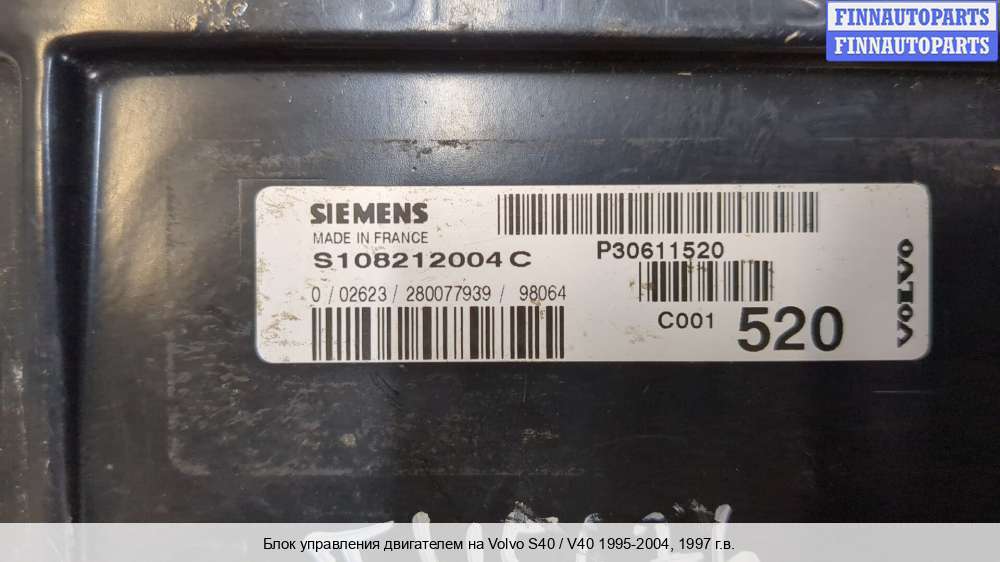 FINNAUTOPARTS
FINNAUTOPARTS
SIEMENS
MADE IN FRANCE
S108212004 C
P30611520
0 / 02623 / 280077939 / 98064
C001 520
VOLVO
Блок управления двигателем на Volvo S40 / V40 1995-2004, 1997 г.в.